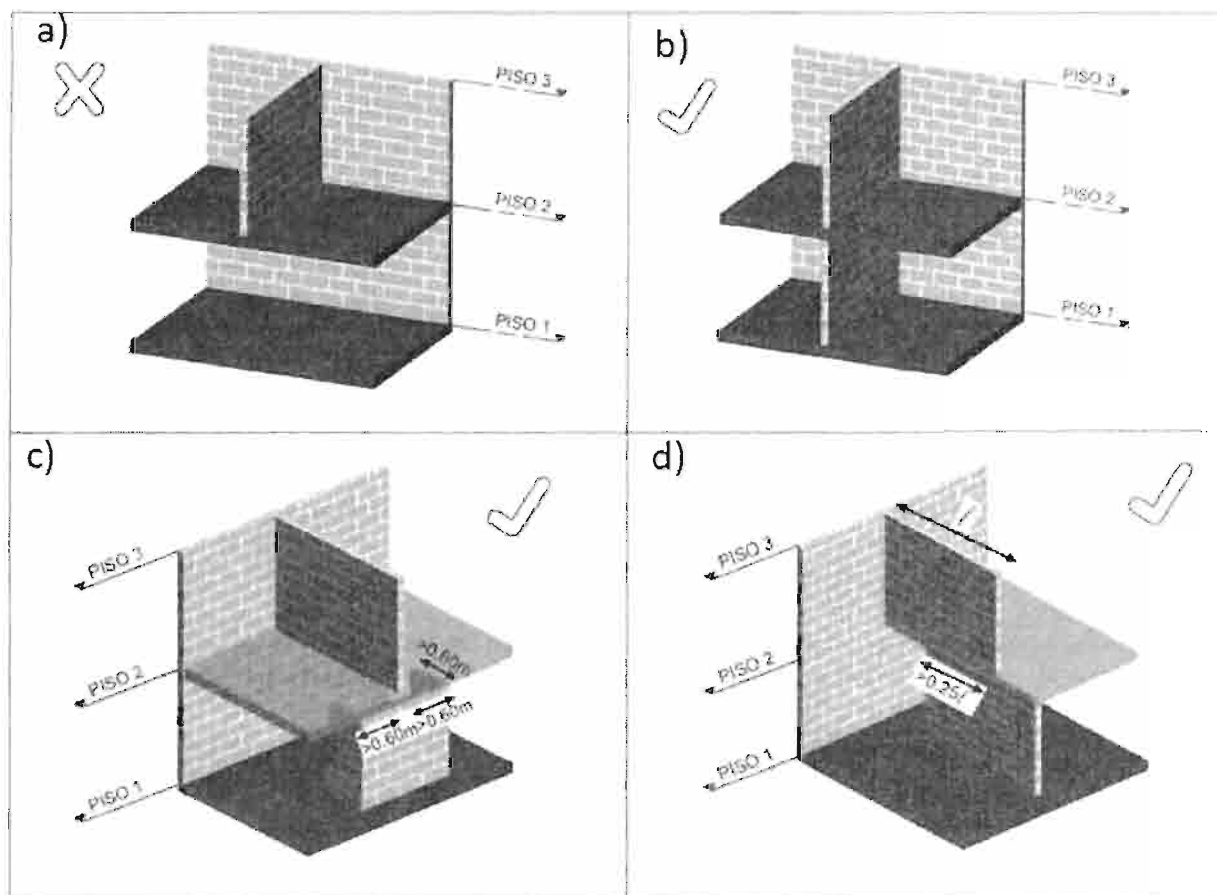 a)
PISO 3
PISO 2
PISO 1
b)
PISO 3
PISO 2
PISO 1
c)
PISO 3
PISO 2
PISO 1
>0.60m
>0.60m
>0.60m
d)
PISO 3
PISO 2
PISO 1
l
>0.25l